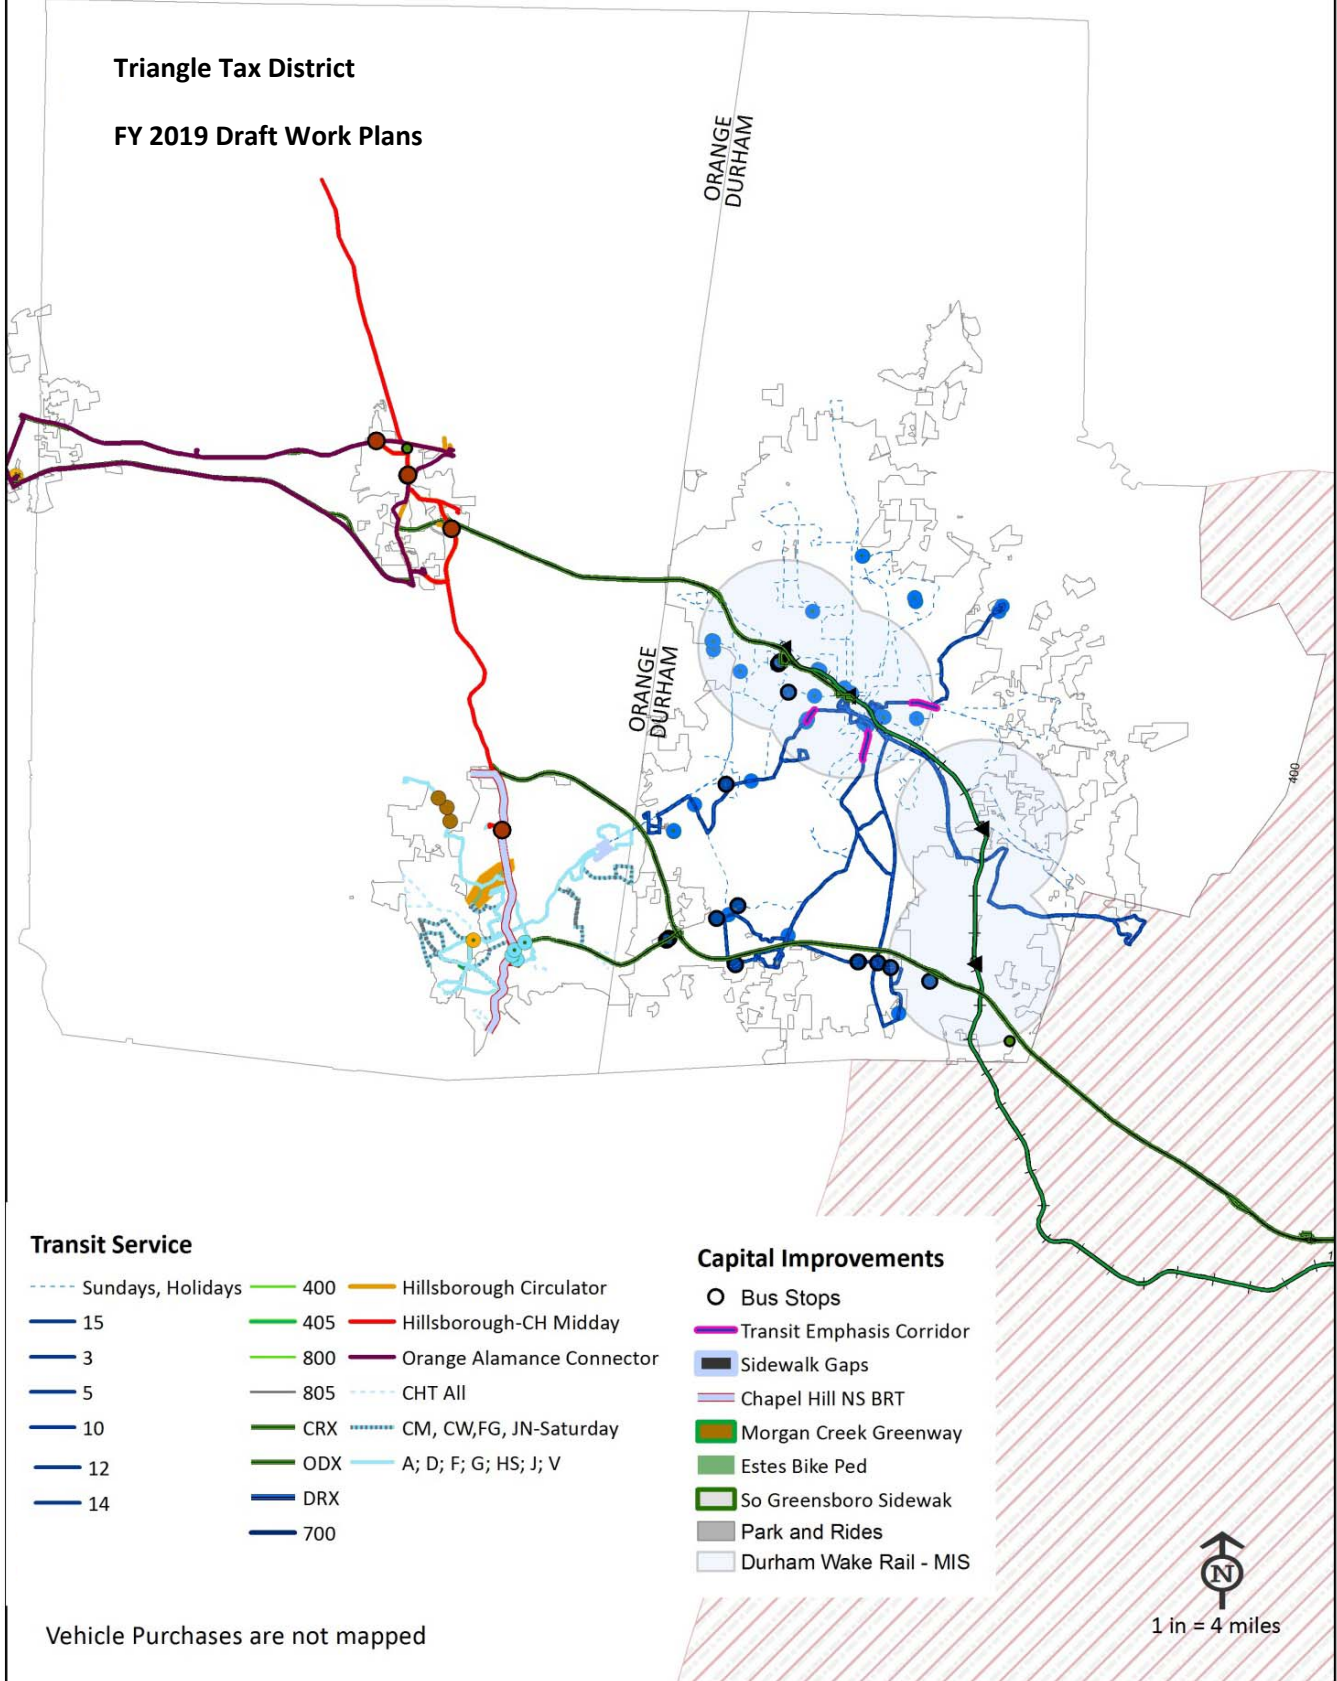 Triangle Tax District
FY 2019 Draft Work Plans
ORANGE
DURHAM
ORANGE
DURHAM
400
Transit Service
Sundays, Holidays
15
3
5
10
12
14
400
405
800
805
CRX
ODX
DRX
700
Hillsborough Circulator
Hillsborough-CH Midday
Orange Alamance Connector
CHT All
CM, CW,FG, JN-Saturday
A; D; F; G; HS; J; V
Capital Improvements
Bus Stops
Transit Emphasis Corridor
Sidewalk Gaps
Chapel Hill NS BRT
Morgan Creek Greenway
Estes Bike Ped
So Greensboro Sidewak
Park and Rides
Durham Wake Rail - MIS
N
1 in = 4 miles
Vehicle Purchases are not mapped